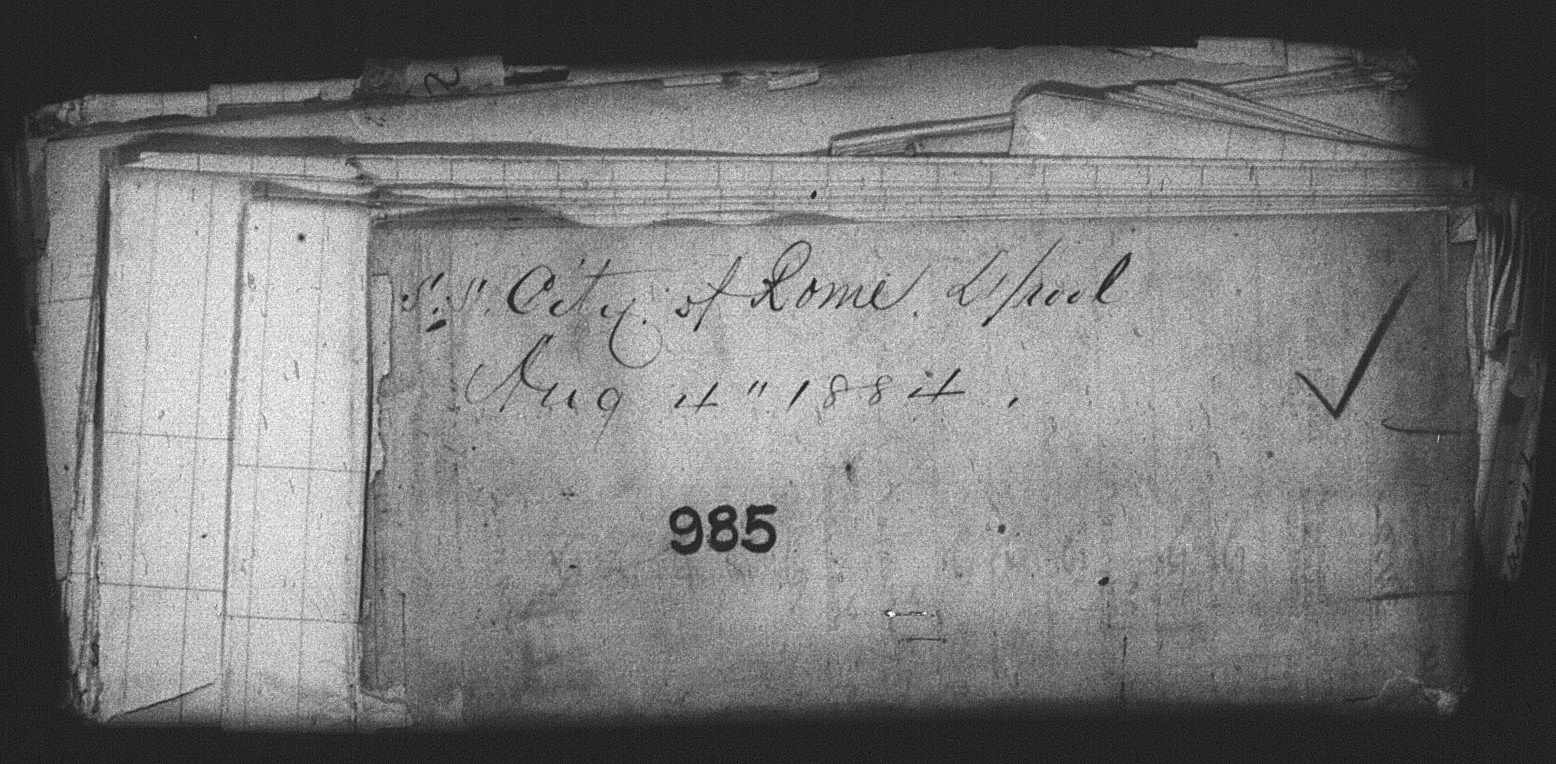 S.S. City of Rome. L'pool
Aug 4" 1884.
985